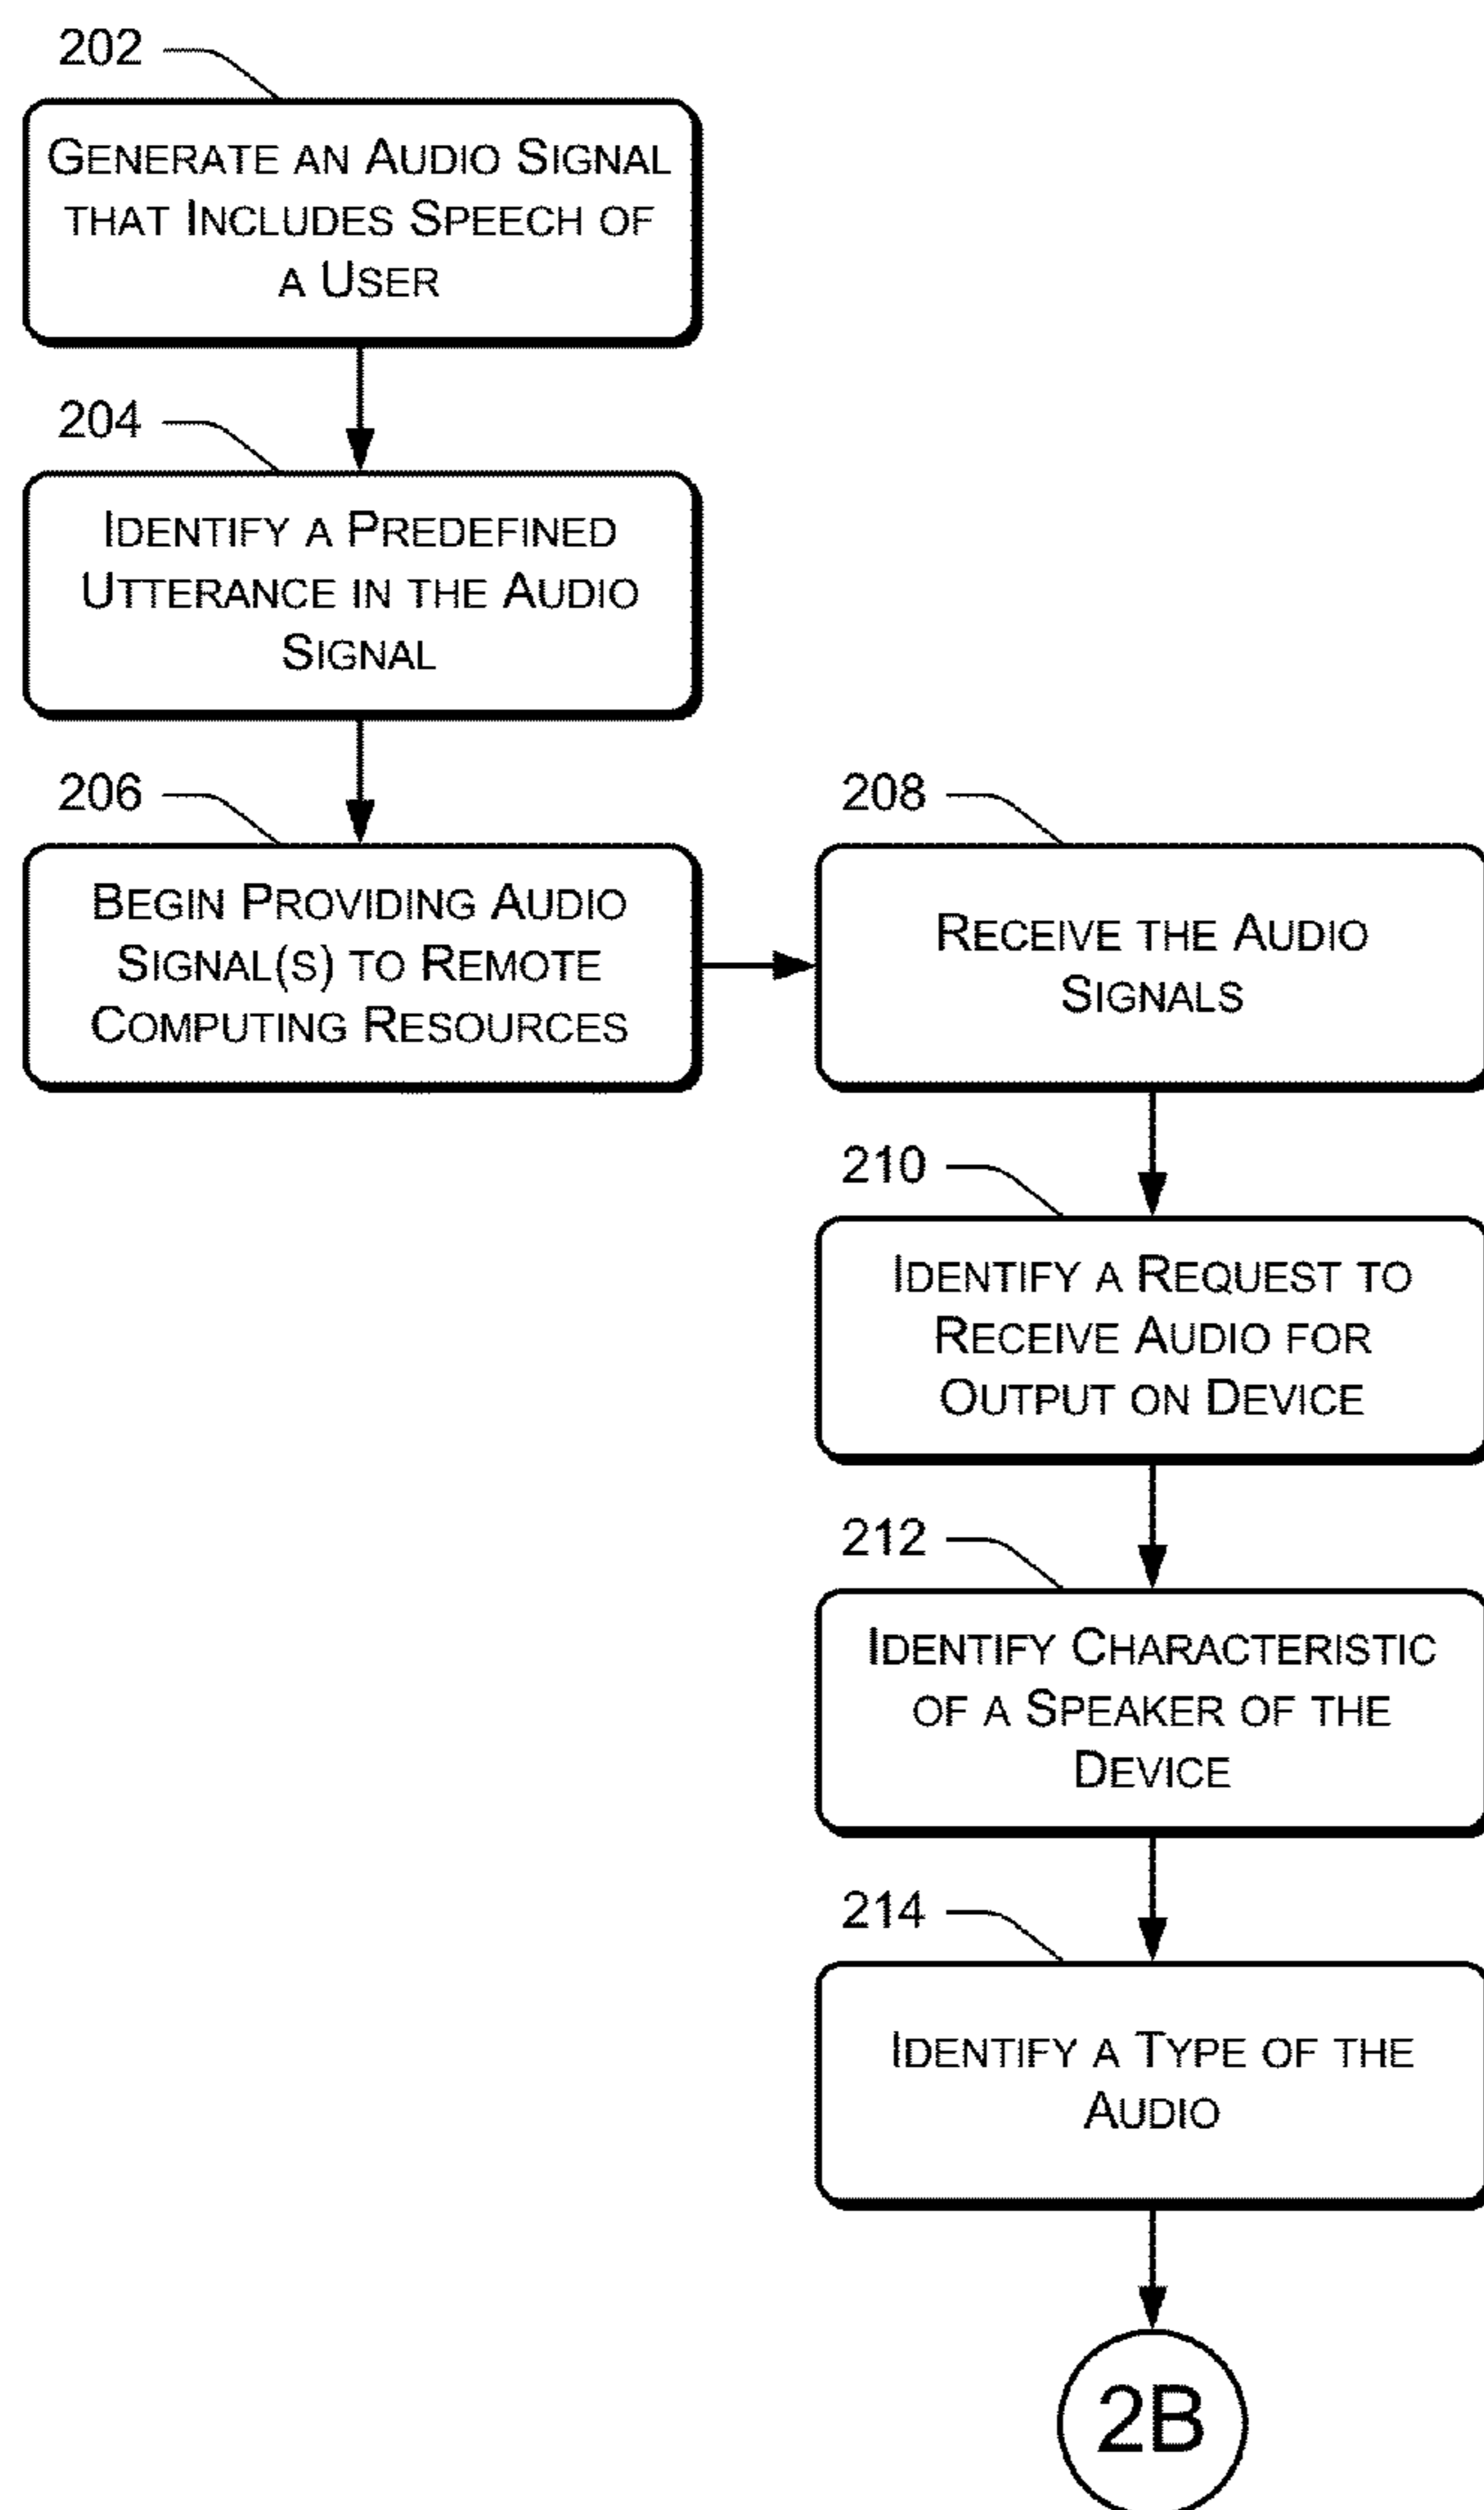 202
GENERATE AN AUDIO SIGNAL
THAT INCLUDES SPEECH OF
A USER
204
IDENTIFY A PREDEFINED
UTTERANCE IN THE AUDIO
SIGNAL
206
BEGIN PROVIDING AUDIO
SIGNAL(S) TO REMOTE
COMPUTING RESOURCES
208
RECEIVE THE AUDIO
SIGNALS
210
IDENTIFY A REQUEST TO
RECEIVE AUDIO FOR
OUTPUT ON DEVICE
212
IDENTIFY CHARACTERISTIC
OF A SPEAKER OF THE
DEVICE
214
IDENTIFY A TYPE OF THE
AUDIO
2B